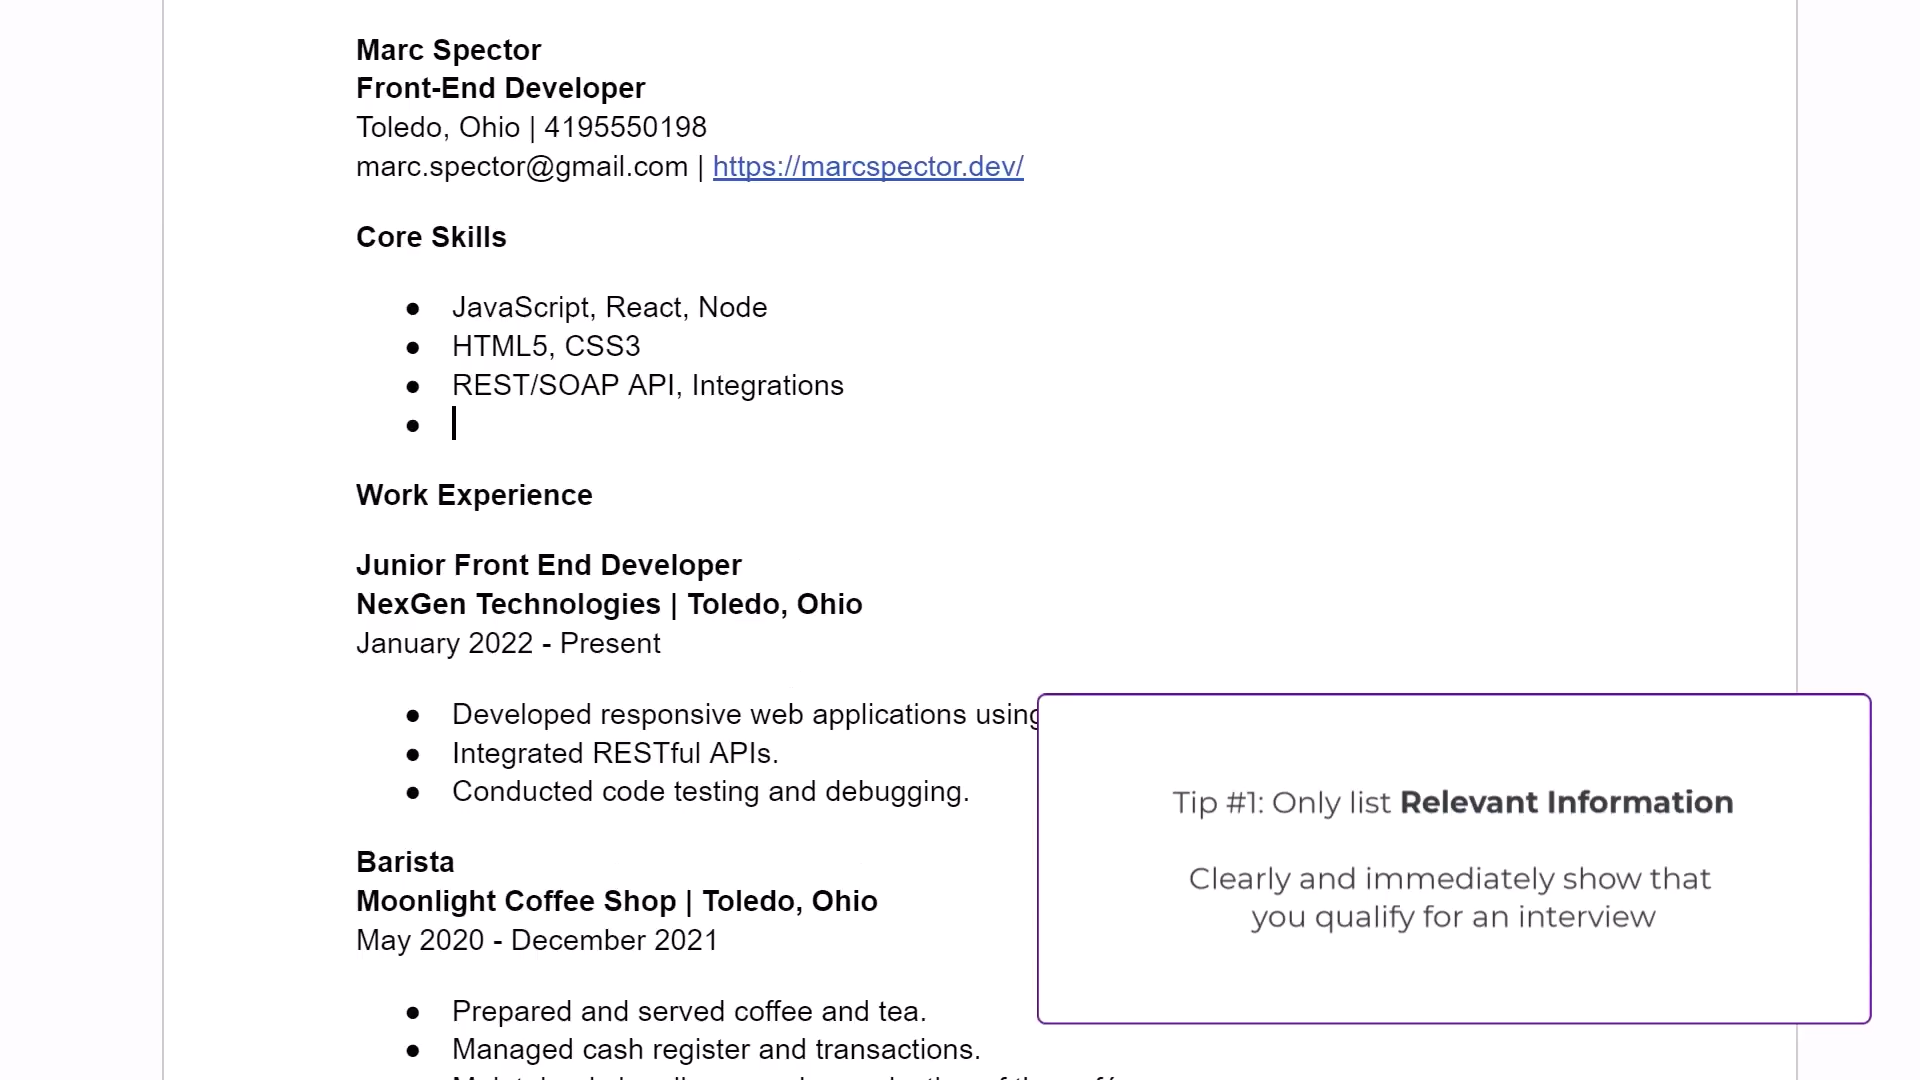 Marc Spector
Front-End Developer
Toledo, Ohio | 4195550198
marc.spector@gmail.com | https://marcspector.dev/
Core Skills
● JavaScript, React, Node
● HTML5, CSS3
● REST/SOAP API, Integrations
●
Work Experience
Junior Front End Developer
NexGen Technologies | Toledo, Ohio
January 2022 - Present
● Developed responsive web applications using
● Integrated RESTful APIs.
● Conducted code testing and debugging.
Barista
Moonlight Coffee Shop | Toledo, Ohio
May 2020 - December 2021
● Prepared and served coffee and tea.
● Managed cash register and transactions.
Tip #1: Only list Relevant Information
Clearly and immediately show that
you qualify for an interview